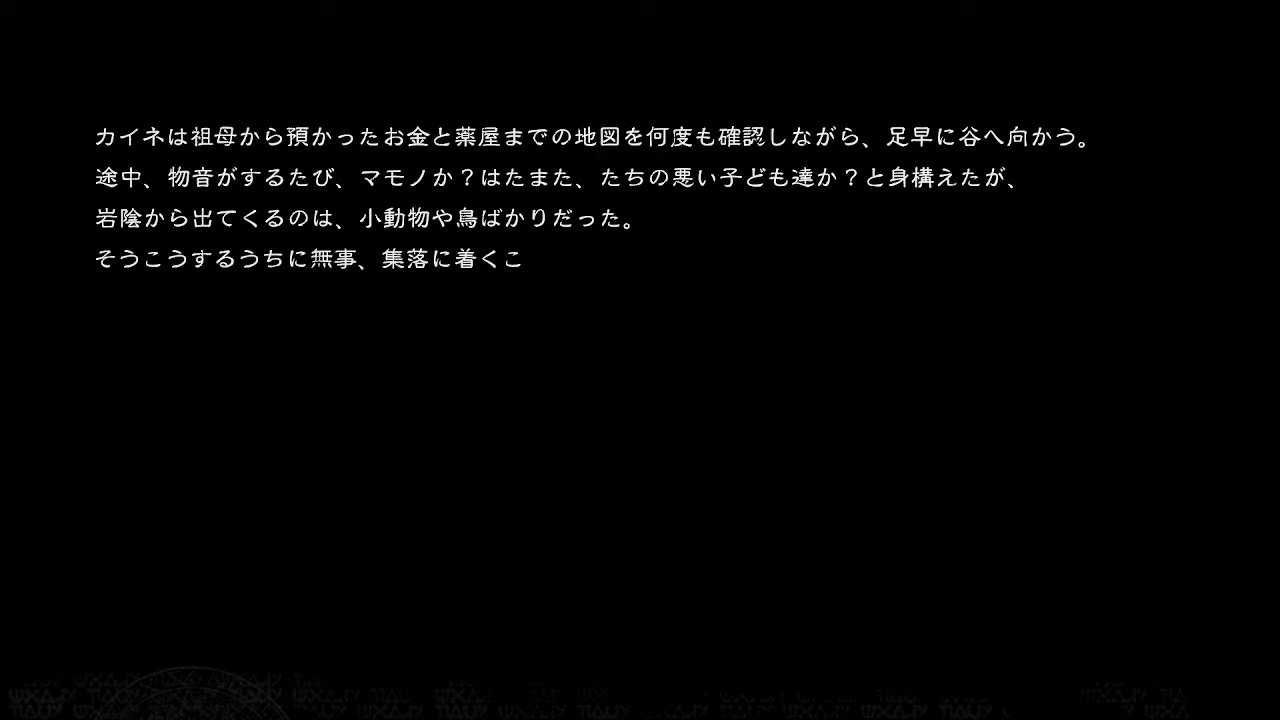 カイネは祖母から預かったお金と薬屋までの地図を何度も確認しながら、足早に谷へ向かう。
途中、物音がするたび、マモノか？はたまた、たちの悪い子ども達か？と身構えたが、
岩陰から出てくるのは、小動物や鳥ばかりだった。
そうこうするうちに無事、集落に着くこ